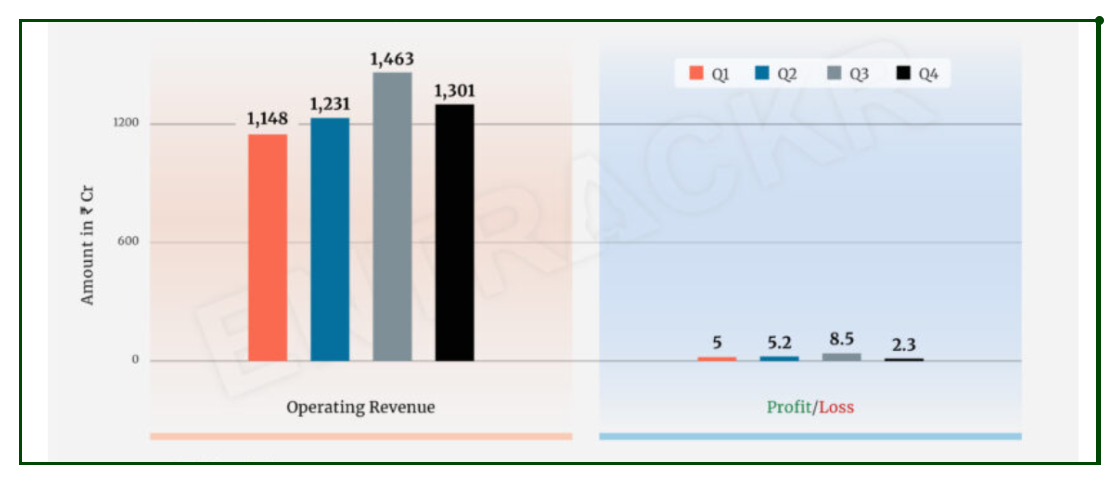 1,463
1,301
1,231
1,148
Q1 Q2 Q3 Q4
1200
600
0
Amount in ₹ Cr
5 5.2 8.5 2.3
Operating Revenue
Profit/Loss
ENTRACKR